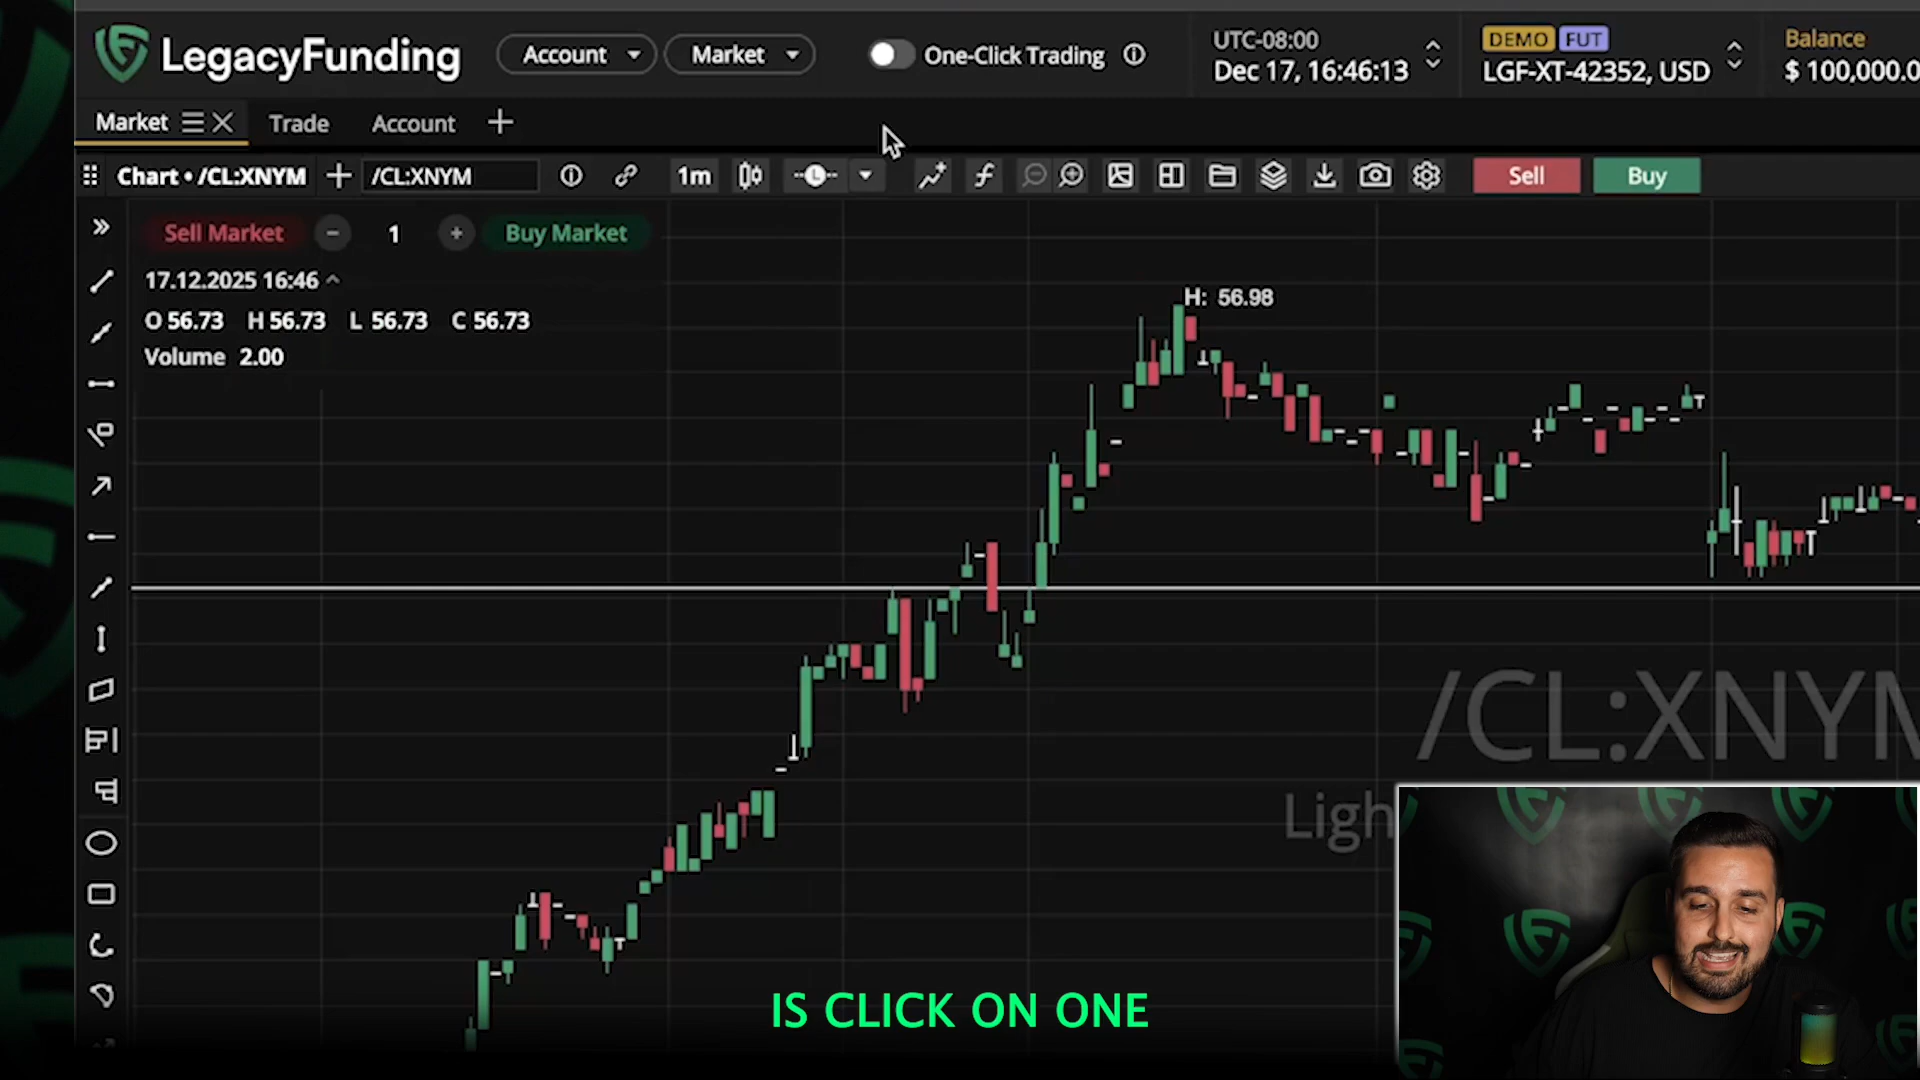 LegacyFunding
Account
Market
One-Click Trading
UTC-08:00
Dec 17, 16:46:13
DEMO FUT
LGF-XT-42352, USD
Balance
$ 100,000.0
Market
Trade
Account
Chart • /CL:XNYM
/CL:XNYM
1m
L
Sell
Buy
Sell Market
1
Buy Market
17.12.2025 16:46
O 56.73 H 56.73 L 56.73 C 56.73
Volume 2.00
H: 56.98
/CL:XNYM
Ligh
IS CLICK ON ONE